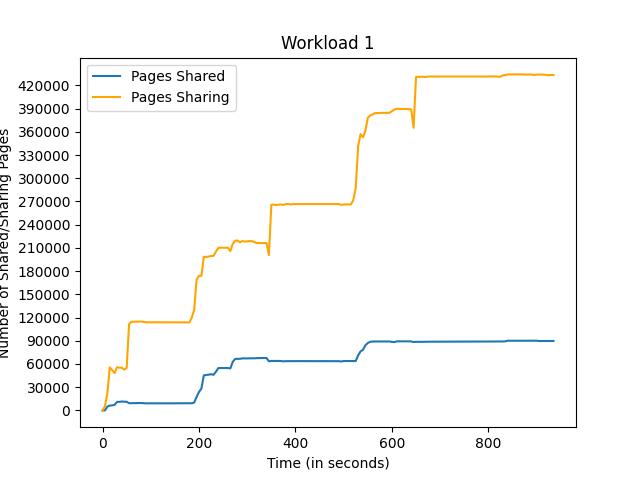 Workload 1
Pages Shared
Pages Sharing
420000
390000
360000
330000
300000
270000
240000
210000
180000
150000
120000
90000
60000
30000
0
Number of Shared/Sharing Pages
0 200 400 600 800
Time (in seconds)